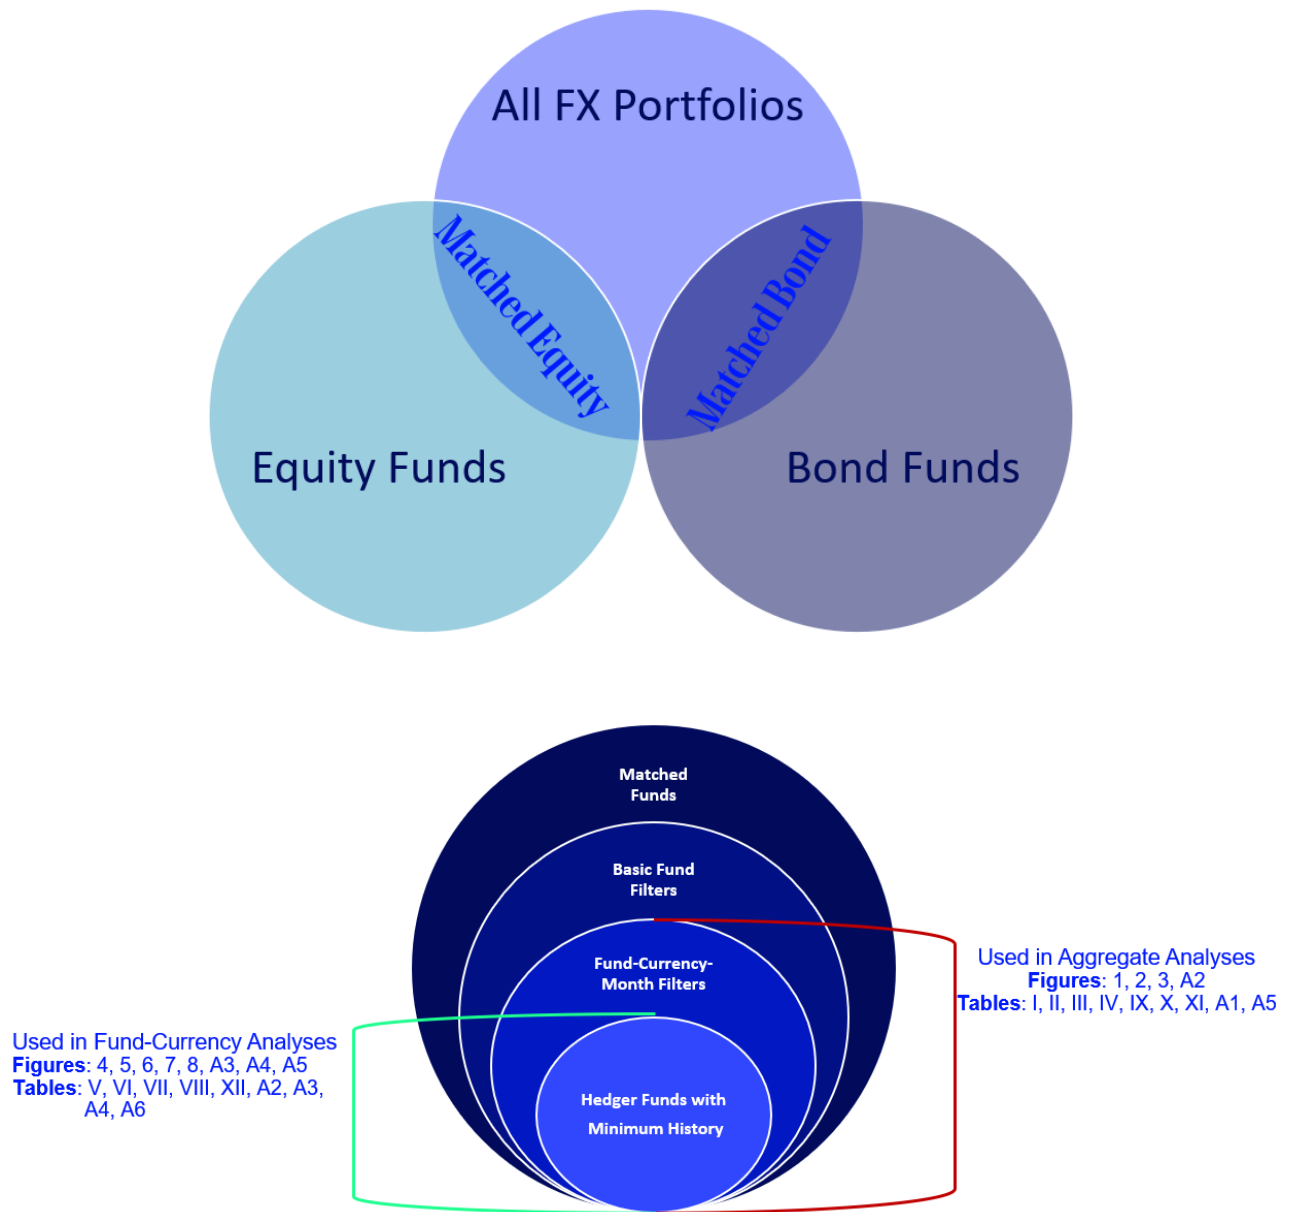 All FX Portfolios
Matched Equity
Matched Bond
Equity Funds
Bond Funds
Matched
Funds
Basic Fund
Filters
Fund-Currency-
Month Filters
Hedger Funds with
Minimum History
Used in Aggregate Analyses
Figures: 1, 2, 3, A2
Tables: I, II, III, IV, IX, X, XI, A1, A5
Used in Fund-Currency Analyses
Figures: 4, 5, 6, 7, 8, A3, A4, A5
Tables: V, VI, VII, VIII, XII, A2, A3,
A4, A6